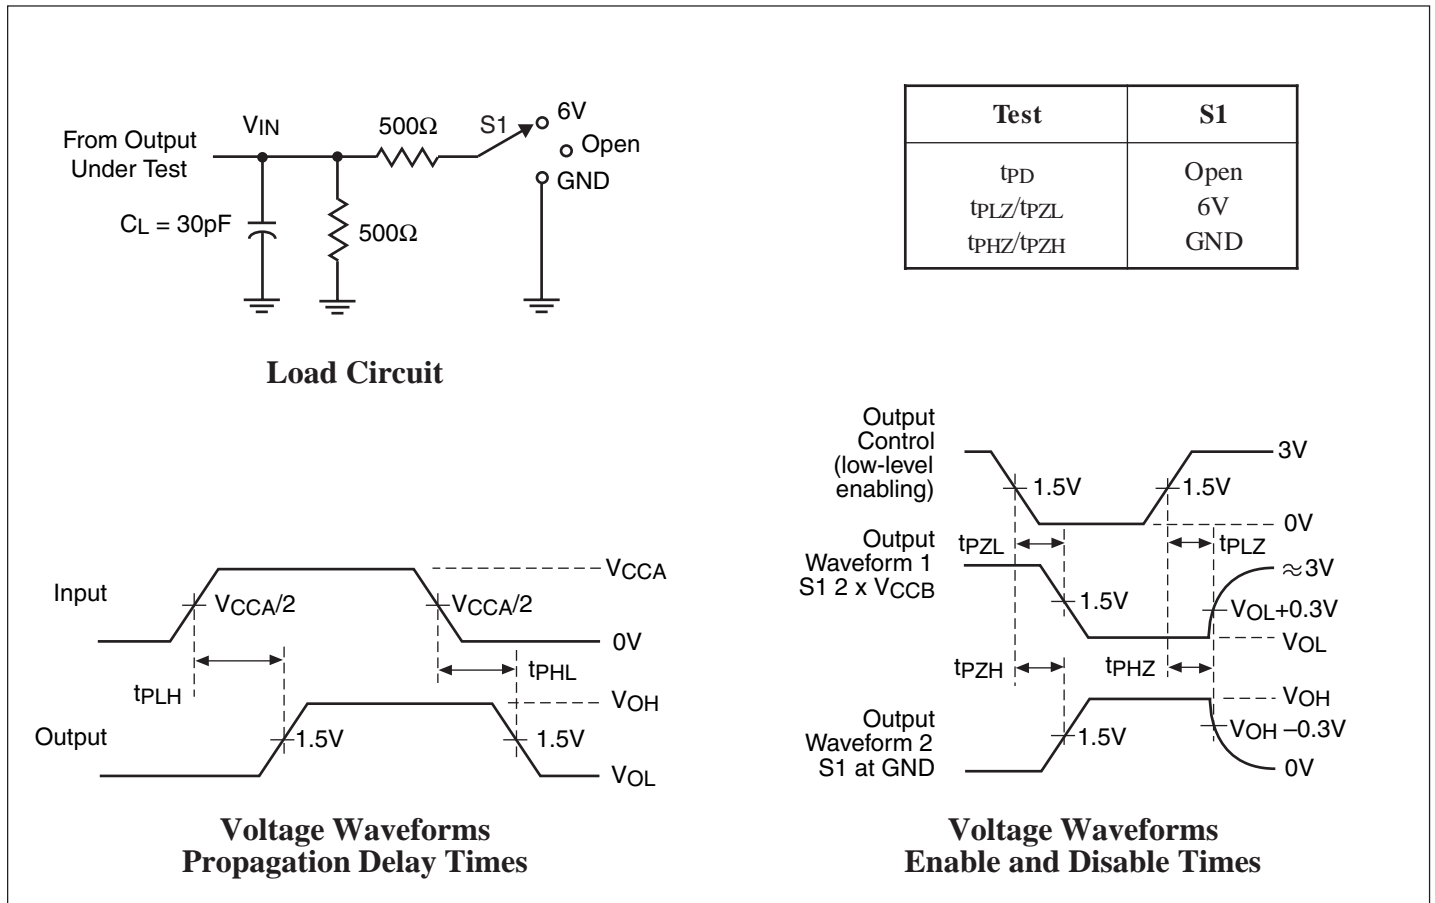 From Output
Under Test
VIN
500Ω
S1
6V
Open
GND
CL = 30pF
500Ω
Load Circuit
Test S1
tPD Open
tPLZ/tPZL 6V
tPHZ/tPZH GND
Input
VCCA/2
VCCA/2
VCCA
0V
tPLH
tPHL
Output
1.5V
1.5V
VOH
VOL
Voltage Waveforms
Propagation Delay Times
Output
Control
(low-level
enabling)
1.5V
1.5V
3V
0V
Output
Waveform 1
S1 2 x VCCB
tPZL
tPLZ
1.5V
≈3V
VOL+0.3V
VOL
tPZH
tPHZ
Output
Waveform 2
S1 at GND
1.5V
VOH
VOH –0.3V
0V
Voltage Waveforms
Enable and Disable Times